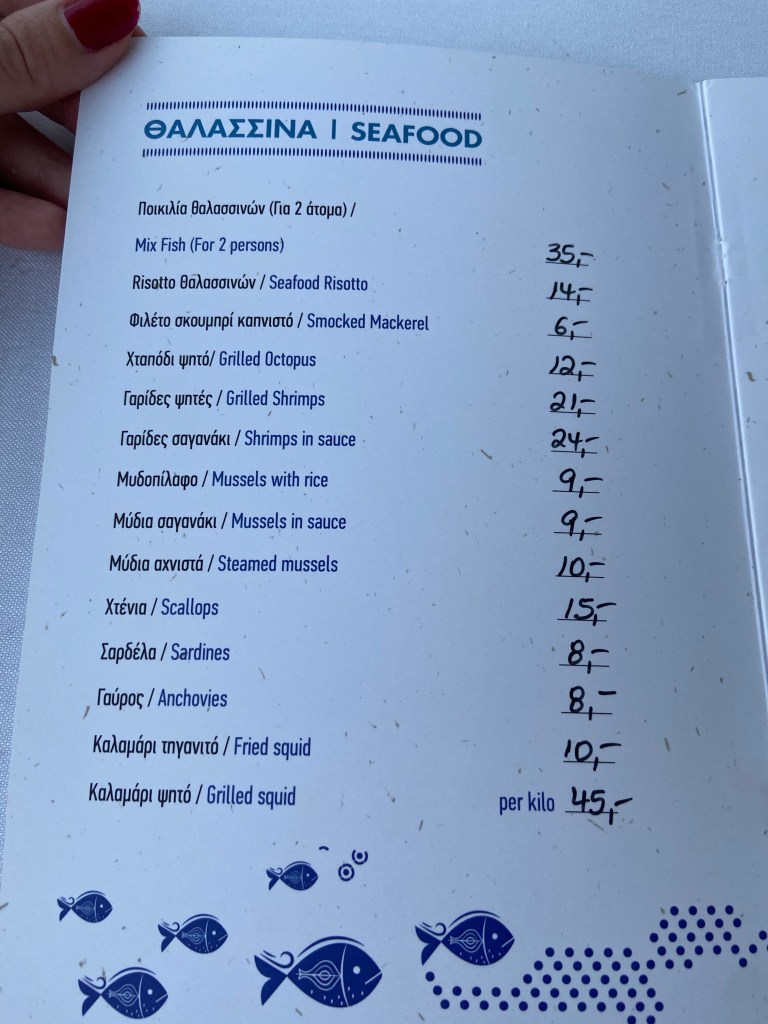 ΘΑΛΑΣΣΙΝΑ | SEAFOOD
Ποικιλία θαλασσινών (Για 2 άτομα) /
Mix Fish (For 2 persons) 35,-
Risotto θαλασσινών / Seafood Risotto 14,-
Φιλέτο σκουμπρί καπνιστό / Smocked Mackerel 6,-
Χταπόδι ψητό/ Grilled Octopus 12,-
Γαρίδες ψητές / Grilled Shrimps 21,-
Γαρίδες σαγανάκι / Shrimps in sauce 24,-
Μυδοπίλαφο / Mussels with rice 9,-
Μύδια σαγανάκι / Mussels in sauce 9,-
Μύδια αχνιστά / Steamed mussels 10,-
Χτένια / Scallops 15,-
Σαρδέλα / Sardines 8,-
Γαύρος / Anchovies 8,-
Καλαμάρι τηγανιτό / Fried squid 10,-
Καλαμάρι ψητό / Grilled squid per kilo 45,-